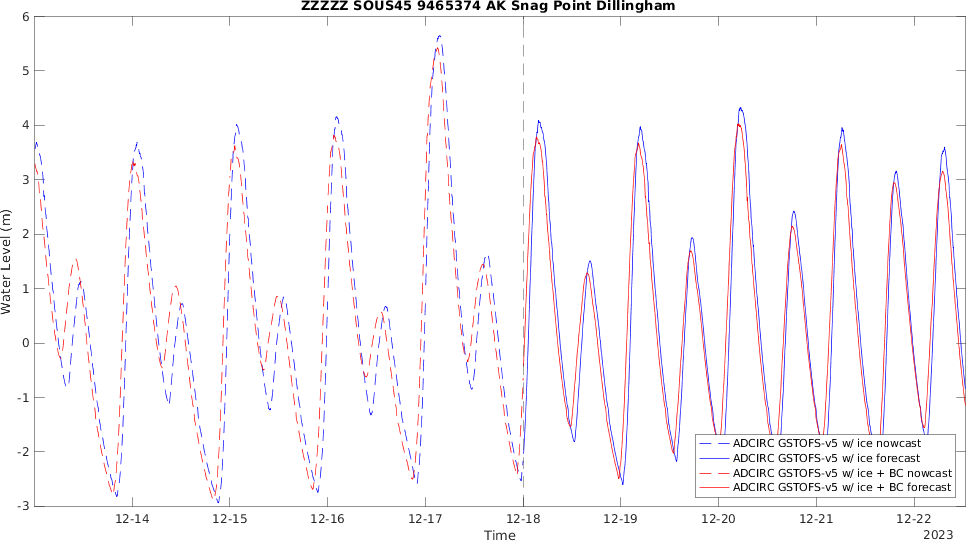 ZZZZZ SOUS45 9465374 AK Snag Point Dillingham
6
5
4
3
2
1
0
-1
-2
-3
Water Level (m)
12-14
12-15
12-16
12-17
12-18
12-19
12-20
12-21
12-22
2023
Time
ADCIRC GSTOFS-v5 w/ ice nowcast
ADCIRC GSTOFS-v5 w/ ice forecast
ADCIRC GSTOFS-v5 w/ ice + BC nowcast
ADCIRC GSTOFS-v5 w/ ice + BC forecast